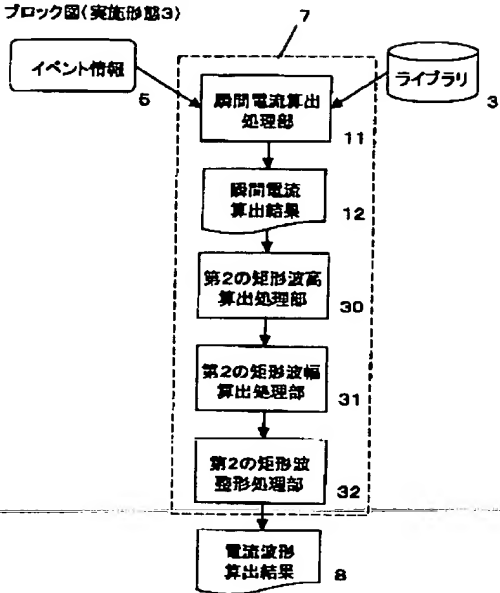 ブロック図(実施形態3)
7
イベント情報
5
ライブラリ
3
瞬間電流算出
処理部
11
瞬間電流
算出結果
12
第2の矩形波高
算出処理部
30
第2の矩形波幅
算出処理部
31
第2の矩形波
整形処理部
32
電流波形
算出結果
8